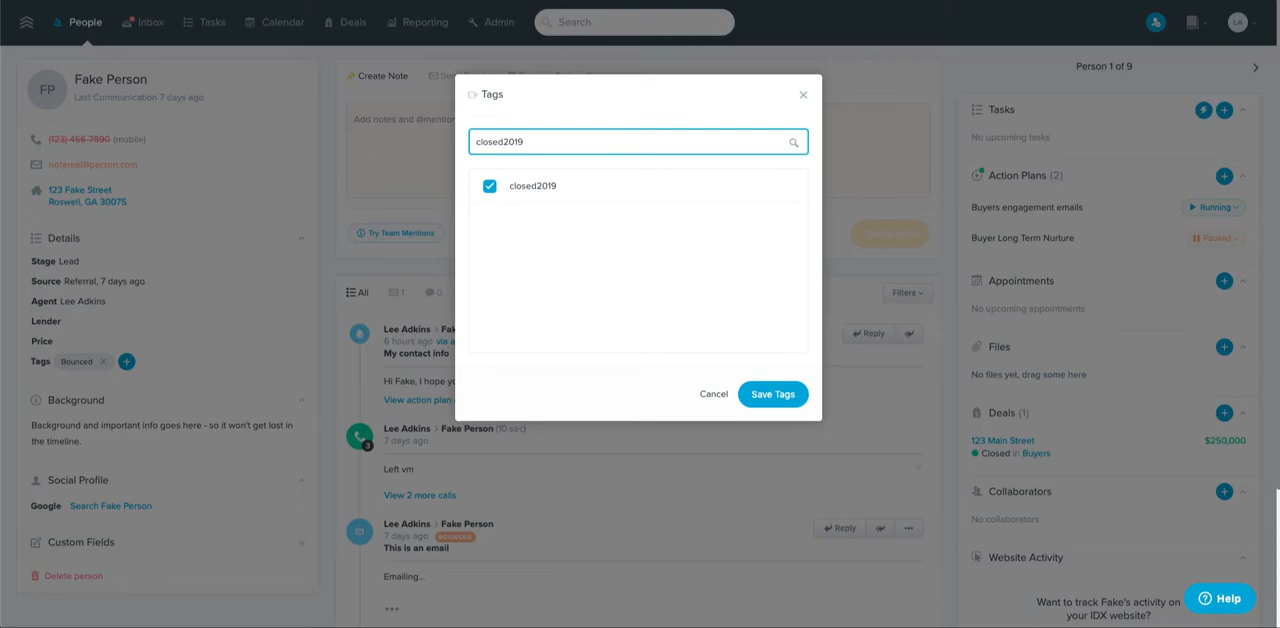 People
Inbox
Tasks
Calendar
Deals
Reporting
Admin
Search
LA
FP
Fake Person
Last Communication 7 days ago
(123) 456-7890 (mobile)
notareal@person.com
123 Fake Street
Roswell, GA 30075
Details
Stage Lead
Source Referral, 7 days ago
Agent Lee Adkins
Lender
Price
Tags Bounced
Background
Background and important info goes here - so it won't get lost in
the timeline.
Social Profile
Google Search Fake Person
Custom Fields
Delete person
Create Note
Add notes and @mention
Try Team Mentions
Tags
closed2019
closed2019
Cancel
Save Tags
All
1
0
Filters
Lee Adkins > Fak
6 hours ago via a
My contact info
Reply
Hi Fake, I hope yo
View action plan
3
Lee Adkins > Fake Person (10 sec)
7 days ago
Left vm
View 2 more calls
Lee Adkins > Fake Person
7 days ago BOUNCED
This is an email
Reply
Emailing...
Person 1 of 9
Tasks
No upcoming tasks
Action Plans (2)
Buyers engagement emails
Running
Buyer Long Term Nurture
Paused
Appointments
No upcoming appointments
Files
No files yet, drag some here
Deals (1)
123 Main Street
$250,000
Closed in Buyers
Collaborators
No collaborators
Website Activity
Want to track Fake's activity on
your IDX website?
Help